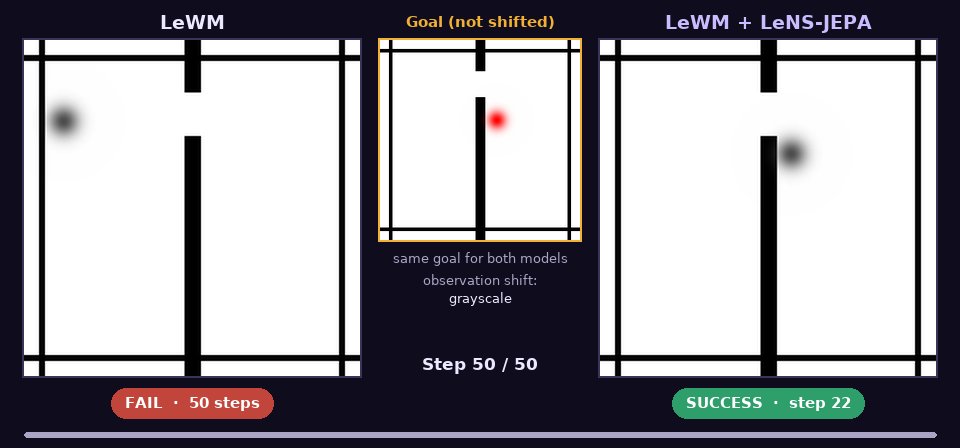 LeWM
Goal (not shifted)
LeWM + LeNS-JEPA
same goal for both models
observation shift:
grayscale
Step 50 / 50
FAIL · 50 steps
SUCCESS · step 22